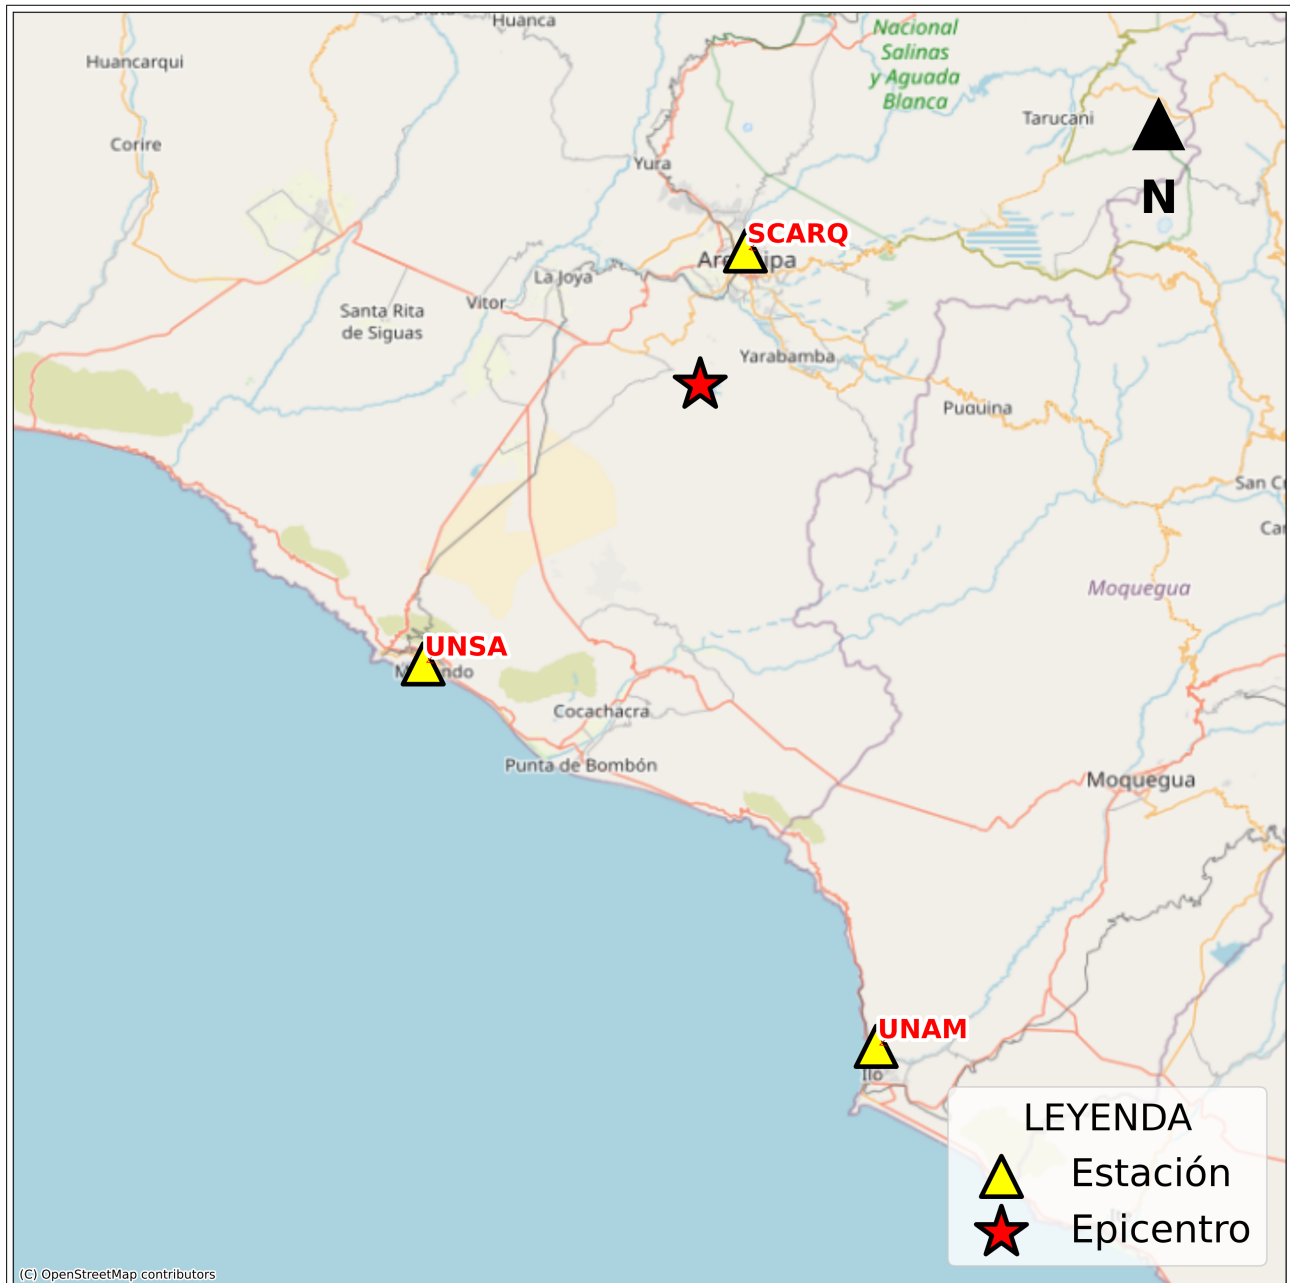 Huanca
Nacional
Salinas
y Aguada
Blanca
Huancarqui
Tarucani
Corire
Yura
N
SCARQ
La Joya
Vitor
Santa Rita
de Siguas
Yarabamba
Puquina
Moquegua
UNSA
Cocachacra
Punta de Bombón
Moquegua
UNAM
Ilo
LEYENDA
Estación
Epicentro
(C) OpenStreetMap contributors